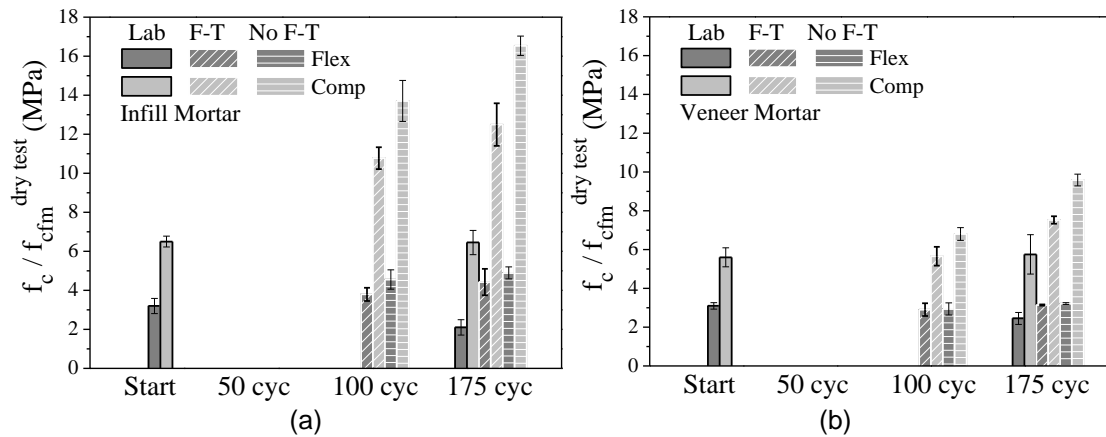 18
16
14
12
10
8
6
4
2
0
f_c / f_cfm^dry test (MPa)
Lab F-T No F-T
Flex
Comp
Infill Mortar
Start 50 cyc 100 cyc 175 cyc
(a)
18
16
14
12
10
8
6
4
2
0
f_c / f_cfm^dry test (MPa)
Lab F-T No F-T
Flex
Comp
Veneer Mortar
Start 50 cyc 100 cyc 175 cyc
(b)